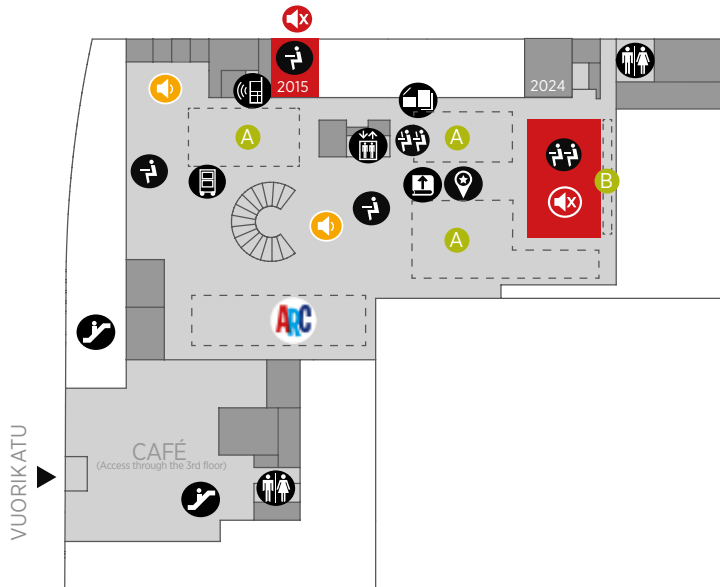 2015
2024
A
A
B
A
ARC
CAFÉ
(Access through the 3rd floor)
VUORIKATU